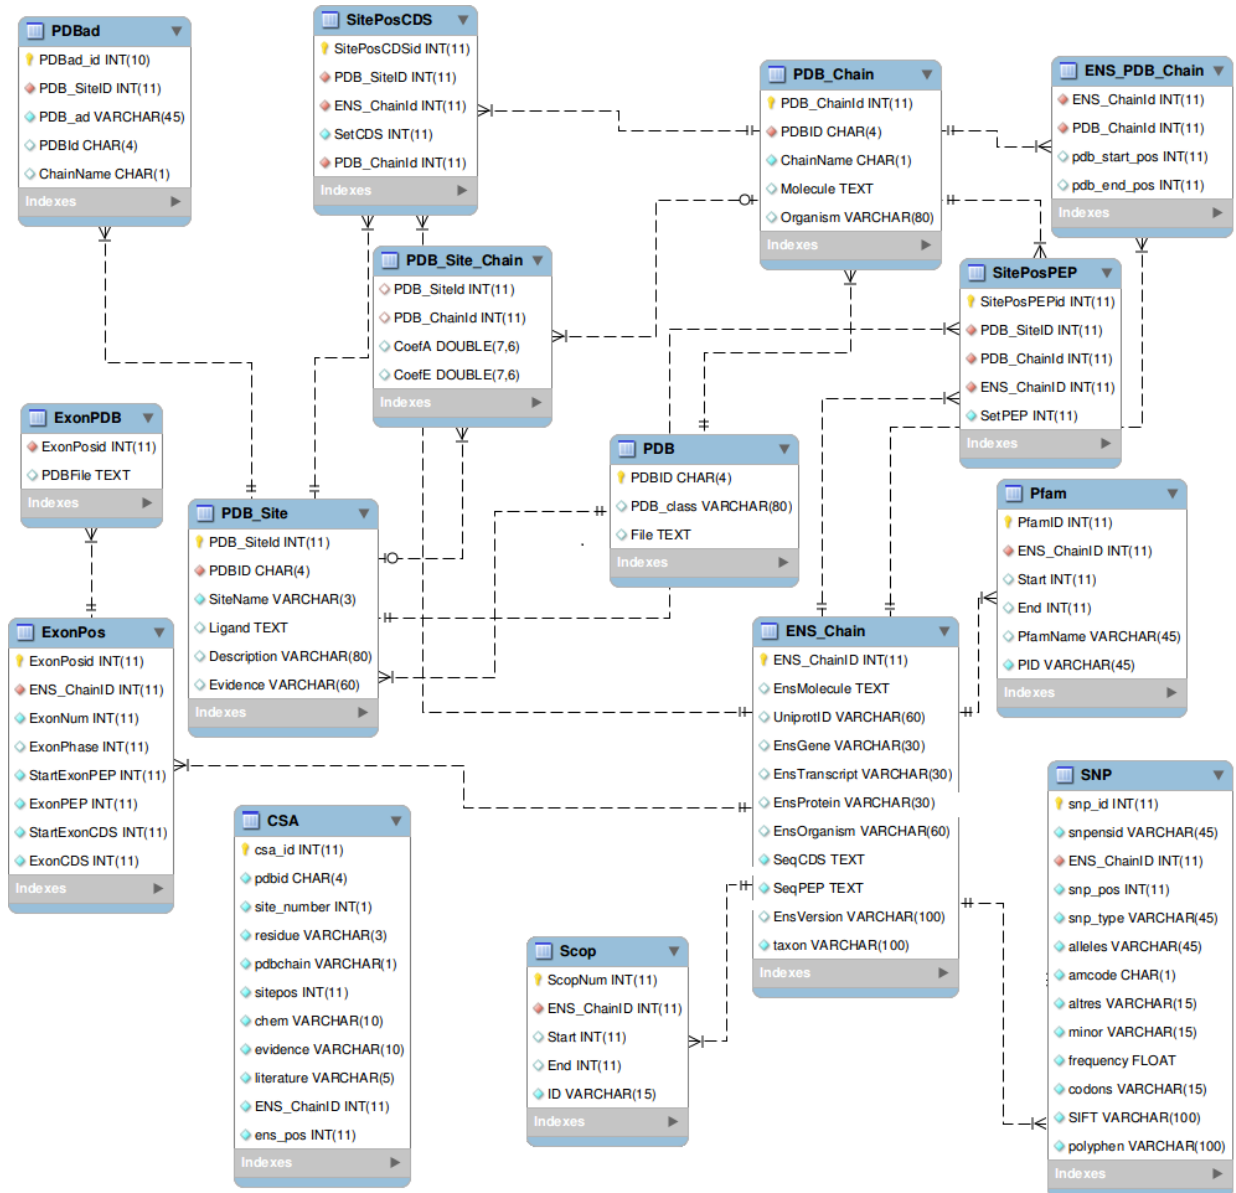 PDBad
PDBad_id INT(10)
PDB_SiteID INT(11)
PDB_ad VARCHAR(45)
PDBId CHAR(4)
ChainName CHAR(1)
Indexes
SitePosCDS
SitePosCDSid INT(11)
PDB_SiteID INT(11)
ENS_ChainId INT(11)
SetCDS INT(11)
PDB_ChainId INT(11)
Indexes
PDB_Chain
PDB_ChainId INT(11)
PDBID CHAR(4)
ChainName CHAR(1)
Molecule TEXT
Organism VARCHAR(80)
Indexes
ENS_PDB_Chain
ENS_ChainId INT(11)
PDB_ChainId INT(11)
pdb_start_pos INT(11)
pdb_end_pos INT(11)
Indexes
PDB_Site_Chain
PDB_SiteId INT(11)
PDB_ChainId INT(11)
CoefA DOUBLE(7,6)
CoefE DOUBLE(7,6)
Indexes
SitePosPEP
SitePosPEPid INT(11)
PDB_SiteID INT(11)
PDB_ChainId INT(11)
ENS_ChainID INT(11)
SetPEP INT(11)
Indexes
ExonPDB
ExonPosid INT(11)
PDBFile TEXT
Indexes
PDB
PDBID CHAR(4)
PDB_class VARCHAR(80)
File TEXT
Indexes
PDB_Site
PDB_SiteId INT(11)
PDBID CHAR(4)
SiteName VARCHAR(3)
Ligand TEXT
Description VARCHAR(80)
Evidence VARCHAR(60)
Indexes
Pfam
PfamID INT(11)
ENS_ChainID INT(11)
Start INT(11)
End INT(11)
PfamName VARCHAR(45)
PID VARCHAR(45)
Indexes
ExonPos
ExonPosid INT(11)
ENS_ChainID INT(11)
ExonNum INT(11)
ExonPhase INT(11)
StartExonPEP INT(11)
ExonPEP INT(11)
StartExonCDS INT(11)
ExonCDS INT(11)
Indexes
ENS_Chain
ENS_ChainID INT(11)
EnsMolecule TEXT
UniprotID VARCHAR(60)
EnsGene VARCHAR(30)
EnsTranscript VARCHAR(30)
EnsProtein VARCHAR(30)
EnsOrganism VARCHAR(60)
SeqCDS TEXT
SeqPEP TEXT
EnsVersion VARCHAR(100)
taxon VARCHAR(100)
Indexes
CSA
csa_id INT(11)
pdbid CHAR(4)
site_number INT(1)
residue VARCHAR(3)
pdbchain VARCHAR(1)
sitepos INT(11)
chem VARCHAR(10)
evidence VARCHAR(10)
literature VARCHAR(5)
ENS_ChainID INT(11)
ens_pos INT(11)
Indexes
Scop
ScopNum INT(11)
ENS_ChainID INT(11)
Start INT(11)
End INT(11)
ID VARCHAR(15)
Indexes
SNP
snp_id INT(11)
snpensid VARCHAR(45)
ENS_ChainID INT(11)
snp_pos INT(11)
snp_type VARCHAR(45)
alleles VARCHAR(45)
amcode CHAR(1)
altres VARCHAR(15)
minor VARCHAR(15)
frequency FLOAT
codons VARCHAR(15)
SIFT VARCHAR(100)
polyphen VARCHAR(100)
Indexes